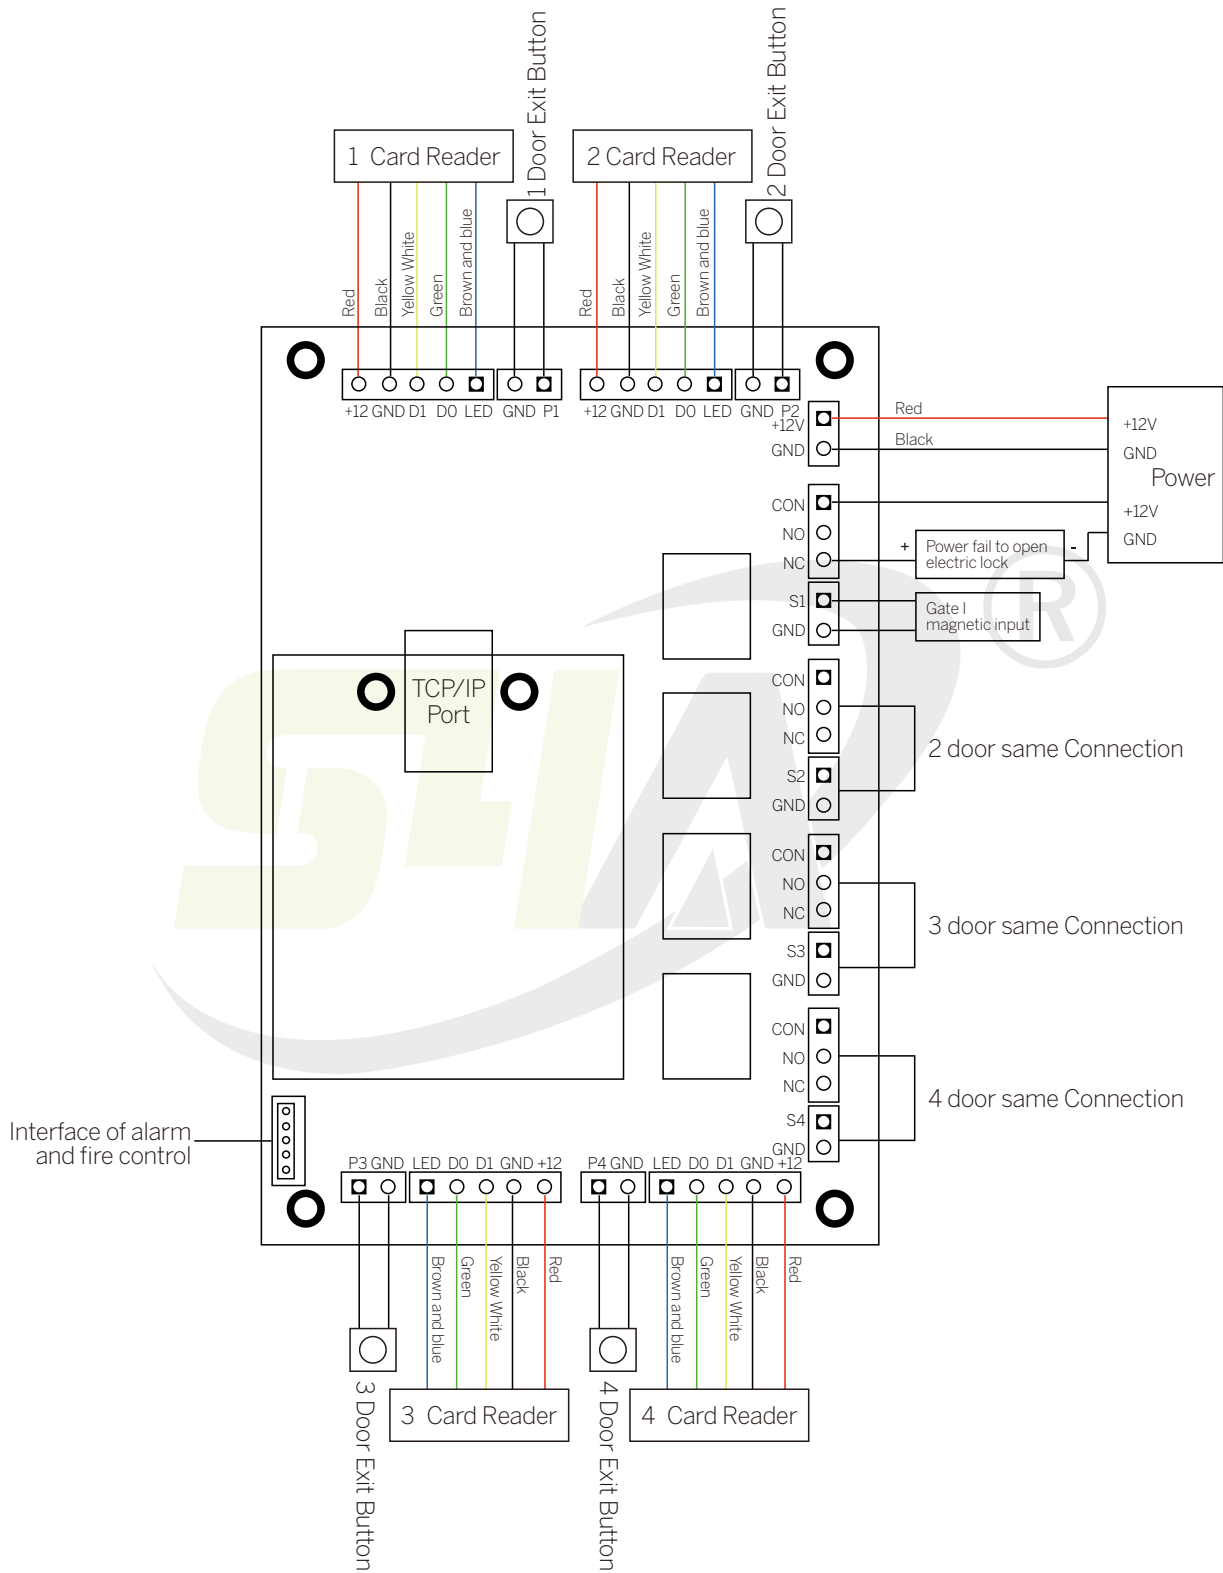 1 Door Exit Button
2 Door Exit Button
1 Card Reader
2 Card Reader
Red
Black
Yellow White
Green
Brown and blue
Red
Black
Yellow White
Green
Brown and blue
+12 GND D1 D0 LED
GND P1
+12 GND D1 D0 LED
GND P2
+12V
GND
Red
Black
+12V
GND
Power
+12V
GND
CON
NO
NC
+
Power fail to open
electric lock
-
S1
GND
Gate I
magnetic input
®
S4A
TCP/IP
Port
CON
NO
NC
S2
GND
2 door same Connection
CON
NO
NC
S3
GND
3 door same Connection
CON
NO
NC
S4
GND
4 door same Connection
Interface of alarm
and fire control
P3 GND
LED D0 D1 GND +12
P4 GND
LED D0 D1 GND +12
Brown and blue
Green
Yellow White
Black
Red
Brown and blue
Green
Yellow White
Black
Red
3 Door Exit Button
3 Card Reader
4 Door Exit Button
4 Card Reader